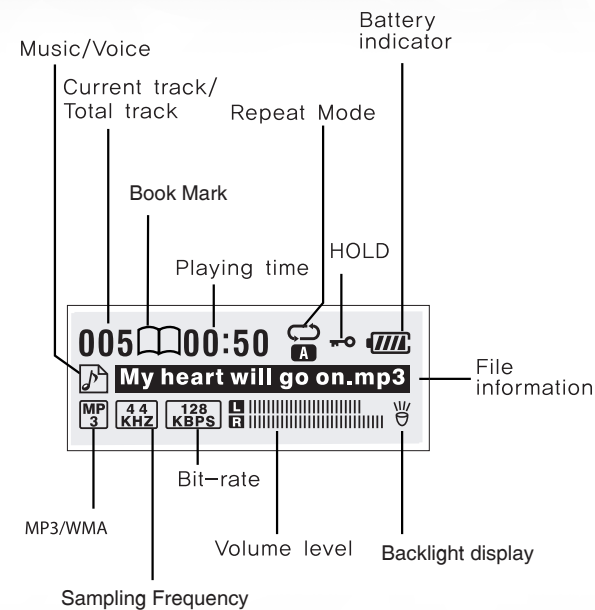 Battery
indicator
Music/Voice
Current track/
Total track
Repeat Mode
Book Mark
HOLD
Playing time
005 00:50 A
My heart will go on.mp3
File
information
MP
3
44
KHZ
128
KBPS
L
R
Bit-rate
MP3/WMA
Volume level
Backlight display
Sampling Frequency